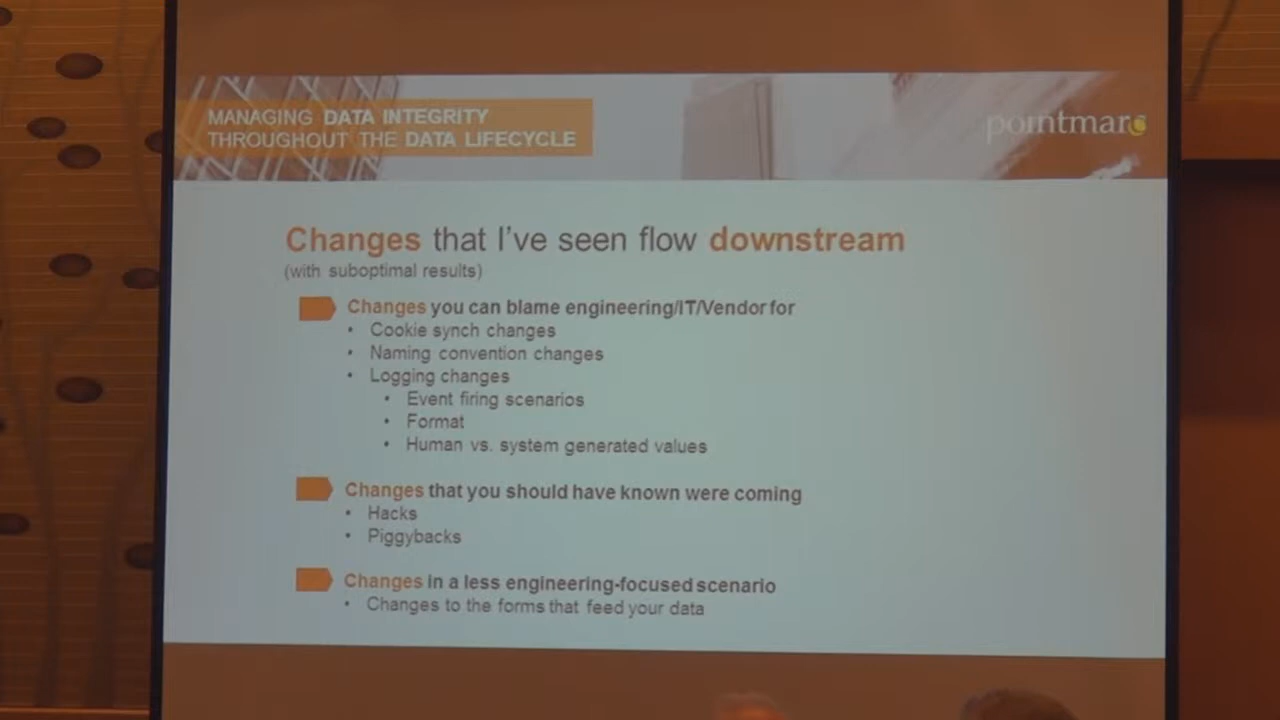 MANAGING DATA INTEGRITY
THROUGHOUT THE DATA LIFECYCLE
pointmarc
Changes that I've seen flow downstream
(with suboptimal results)
Changes you can blame engineering/IT/Vendor for
• Cookie synch changes
• Naming convention changes
• Logging changes
• Event firing scenarios
• Format
• Human vs. system generated values
Changes that you should have known were coming
• Hacks
• Piggybacks
Changes in a less engineering-focused scenario
• Changes to the forms that feed your data